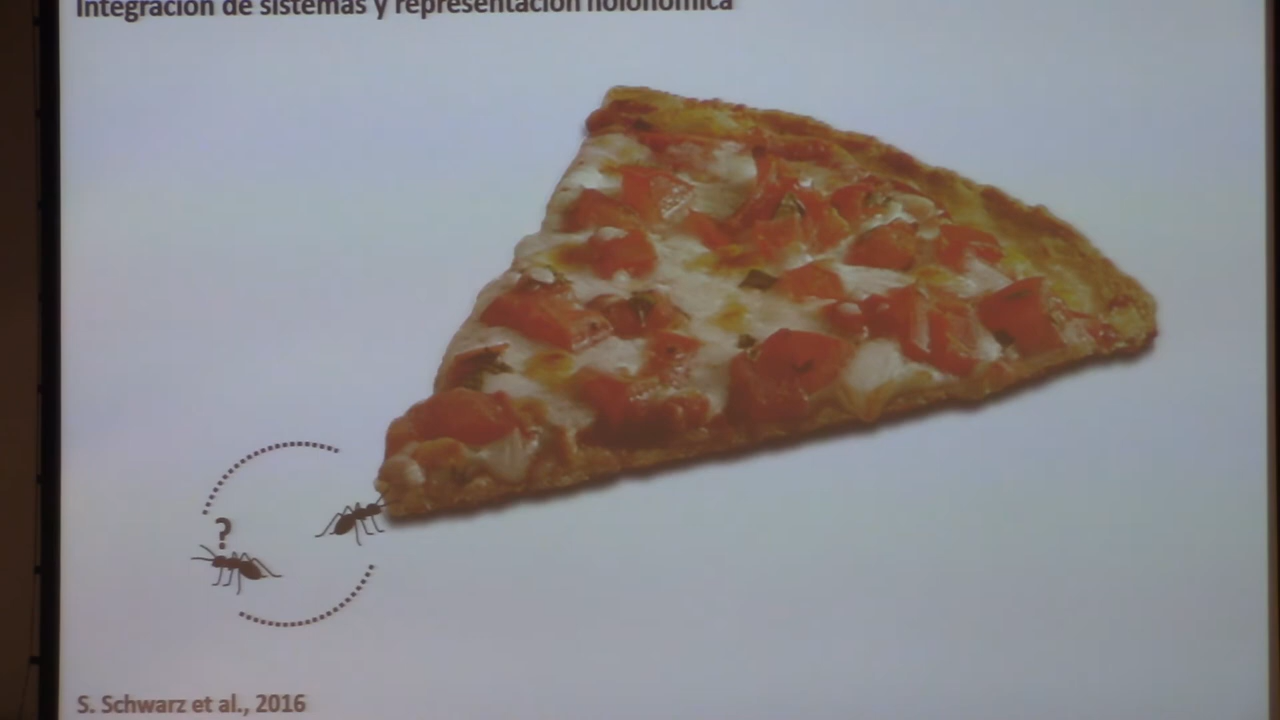 Integración de sistemas y representación holonómica
?
S. Schwarz et al., 2016